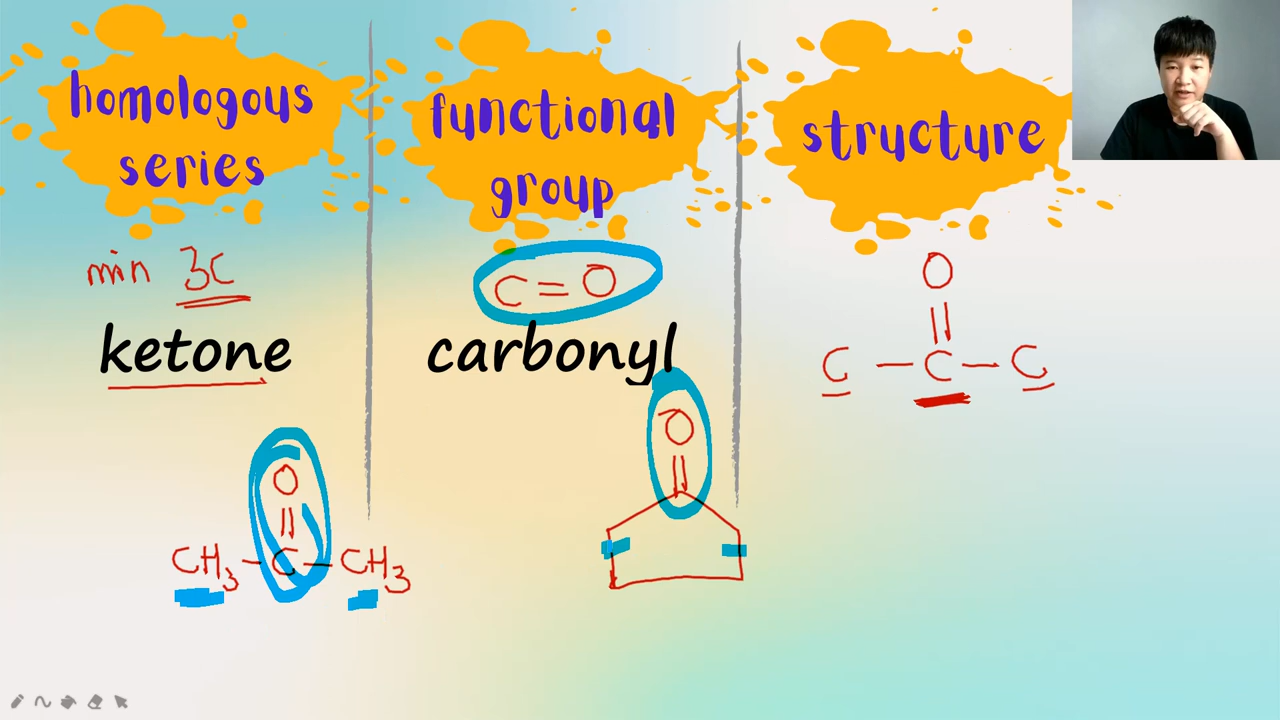 homologous
series
functional
group
structure
min 3C
ketone
C = O
carbonyl
O
||
C – C – C
O
||
CH3 – C – CH3
O
||